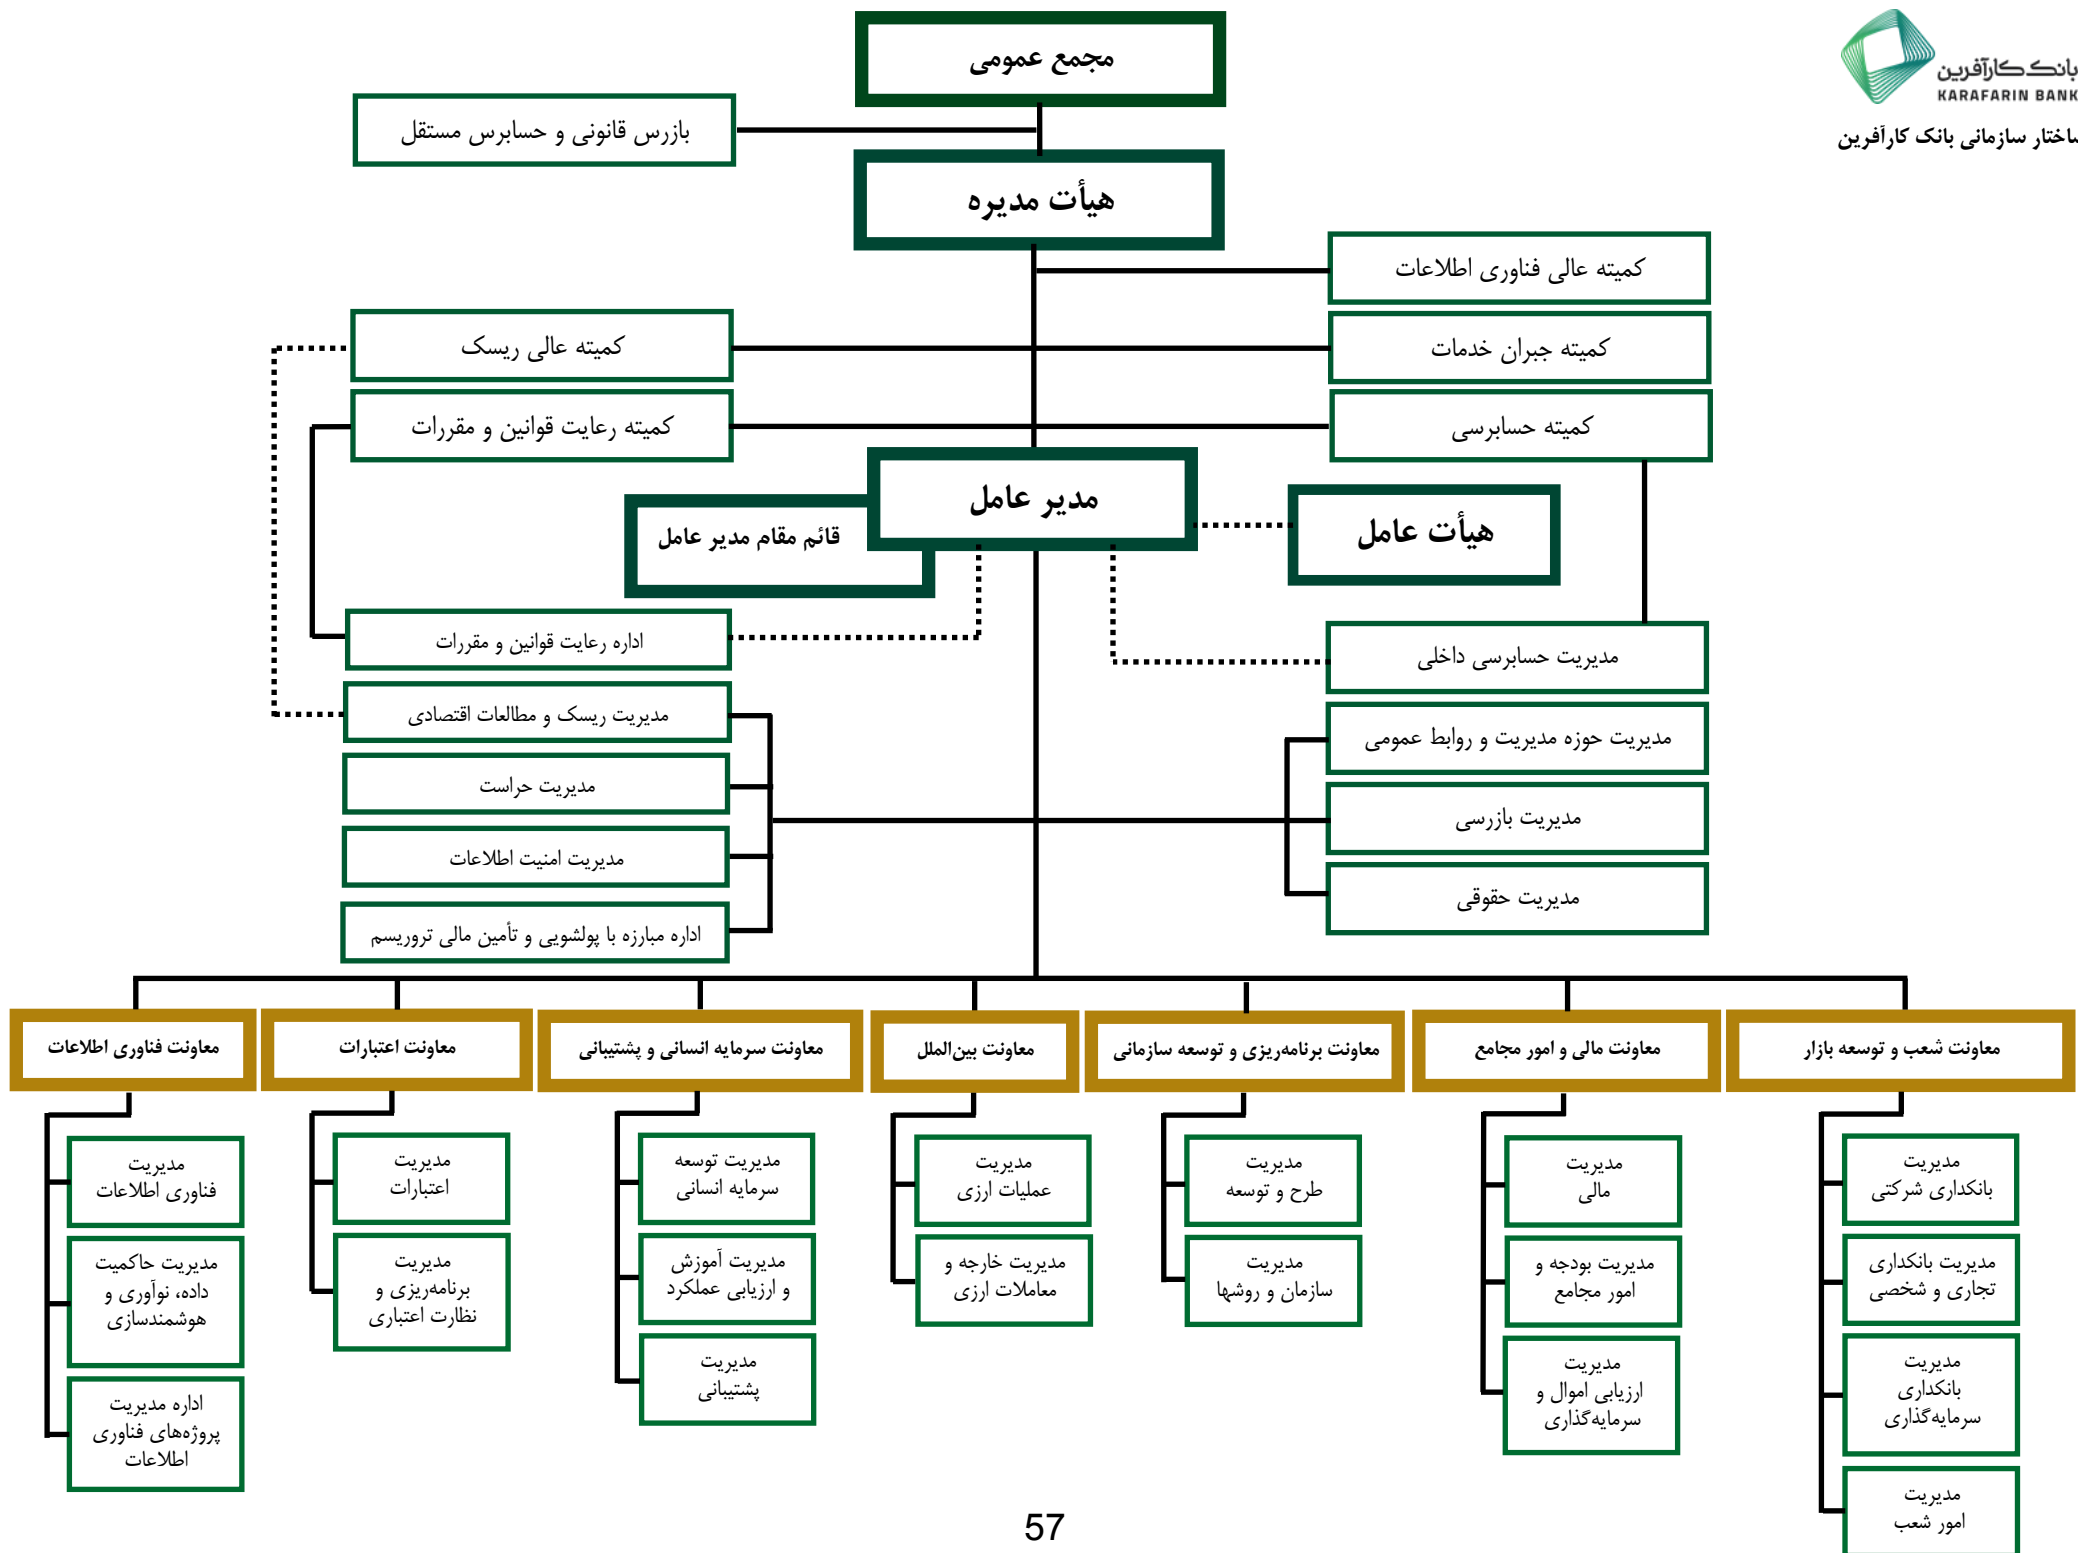 بانک کارآفرین
KARAFARIN BANK
ساختار سازمانی بانک کارآفرین
مجمع عمومی
بازرس قانونی و حسابرس مستقل
هیأت مدیره
کمیته عالی فناوری اطلاعات
کمیته جبران خدمات
کمیته عالی ریسک
کمیته حسابرسی
کمیته رعایت قوانین و مقررات
مدیر عامل
هیأت عامل
قائم مقام مدیر عامل
مدیریت حسابرسی داخلی
اداره رعایت قوانین و مقررات
مدیریت حوزه مدیریت و روابط عمومی
مدیریت ریسک و مطالعات اقتصادی
مدیریت بازرسی
مدیریت حراست
مدیریت حقوقی
مدیریت امنیت اطلاعات
اداره مبارزه با پولشویی و تأمین مالی تروریسم
معاونت شعب و توسعه بازار
معاونت مالی و امور مجامع
معاونت برنامه‌ریزی و توسعه سازمانی
معاونت بین‌الملل
معاونت سرمایه انسانی و پشتیبانی
معاونت اعتبارات
معاونت فناوری اطلاعات
مدیریت
بانکداری شرکتی
مدیریت بانکداری
تجاری و شخصی
مدیریت
بانکداری
سرمایه‌گذاری
مدیریت
امور شعب
مدیریت
مالی
مدیریت بودجه و
امور مجامع
مدیریت
ارزیابی اموال و
سرمایه‌گذاری
مدیریت
طرح و توسعه
مدیریت
سازمان و روشها
مدیریت
عملیات ارزی
مدیریت خارجه و
معاملات ارزی
مدیریت توسعه
سرمایه انسانی
مدیریت آموزش
و ارزیابی عملکرد
مدیریت
پشتیبانی
مدیریت
اعتبارات
مدیریت
برنامه‌ریزی و
نظارت اعتباری
مدیریت
فناوری اطلاعات
مدیریت حاکمیت
داده، نوآوری و
هوشمندسازی
اداره مدیریت
پروژه‌های فناوری
اطلاعات
57